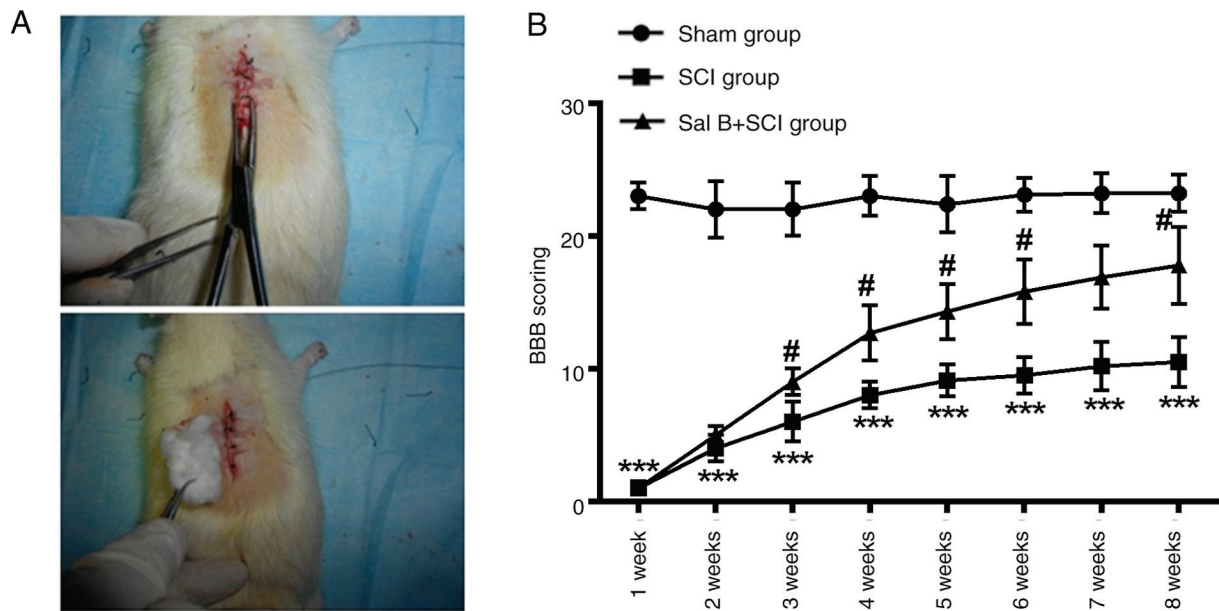 A
B
Sham group
SCI group
Sal B+SCI group
30
20
10
0
BBB scoring
#
#
#
#
#
***
***
***
***
***
***
***
***
1 week
2 weeks
3 weeks
4 weeks
5 weeks
6 weeks
7 weeks
8 weeks